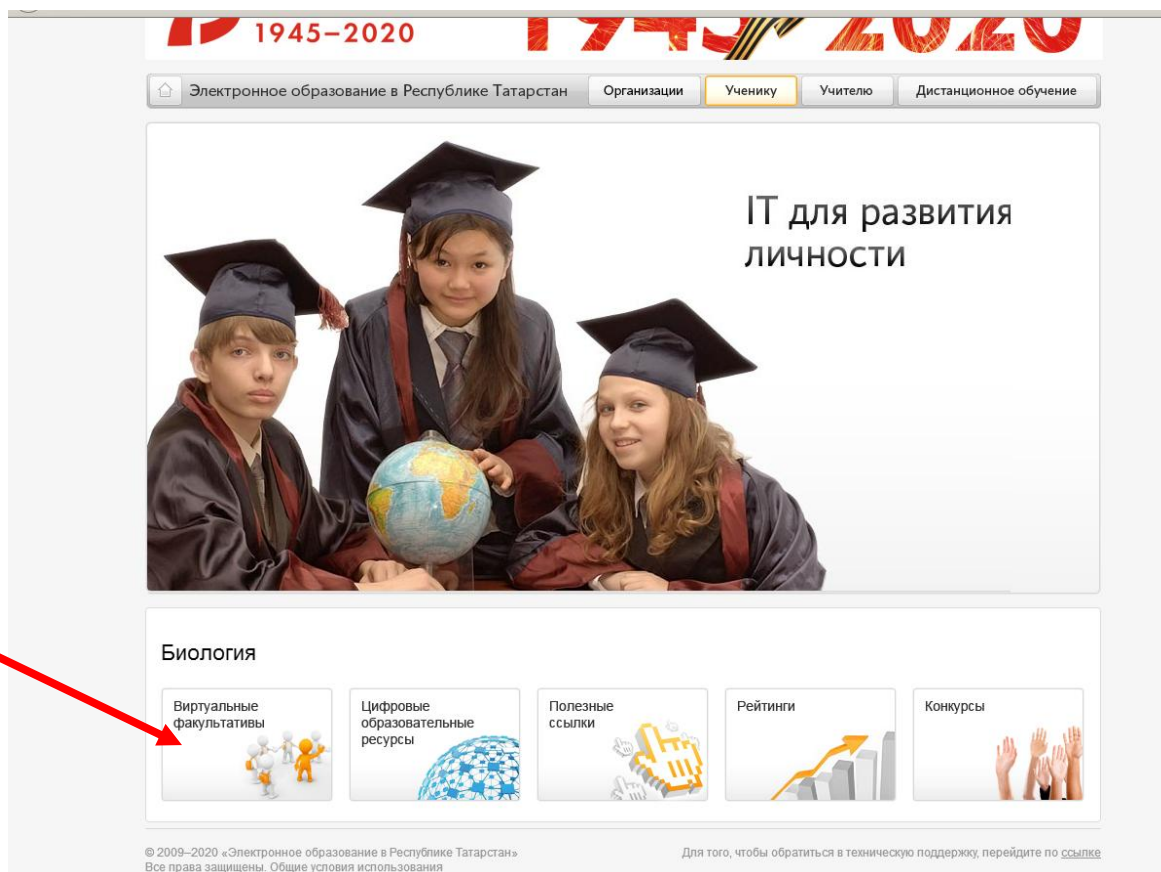 1945–2020
1945 2020
Электронное образование в Республике Татарстан
Организации
Ученику
Учителю
Дистанционное обучение
IT для развития
личности
Биология
Виртуальные
факультативы
Цифровые
образовательные
ресурсы
Полезные
ссылки
Рейтинги
Конкурсы
© 2009–2020 «Электронное образование в Республике Татарстан»
Все права защищены. Общие условия использования
Для того, чтобы обратиться в техническую поддержку, перейдите по ссылке